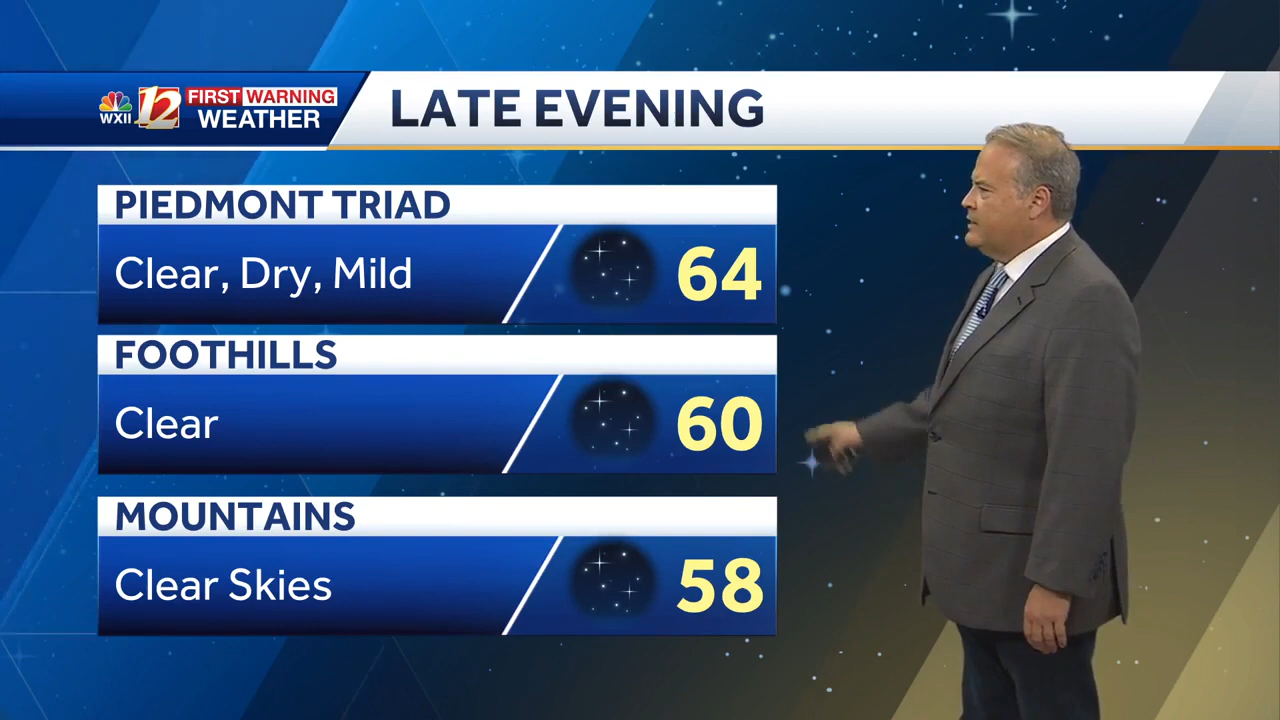 WXII 12 FIRST WARNING
WEATHER
LATE EVENING
PIEDMONT TRIAD
Clear, Dry, Mild 64
FOOTHILLS
Clear 60
MOUNTAINS
Clear Skies 58